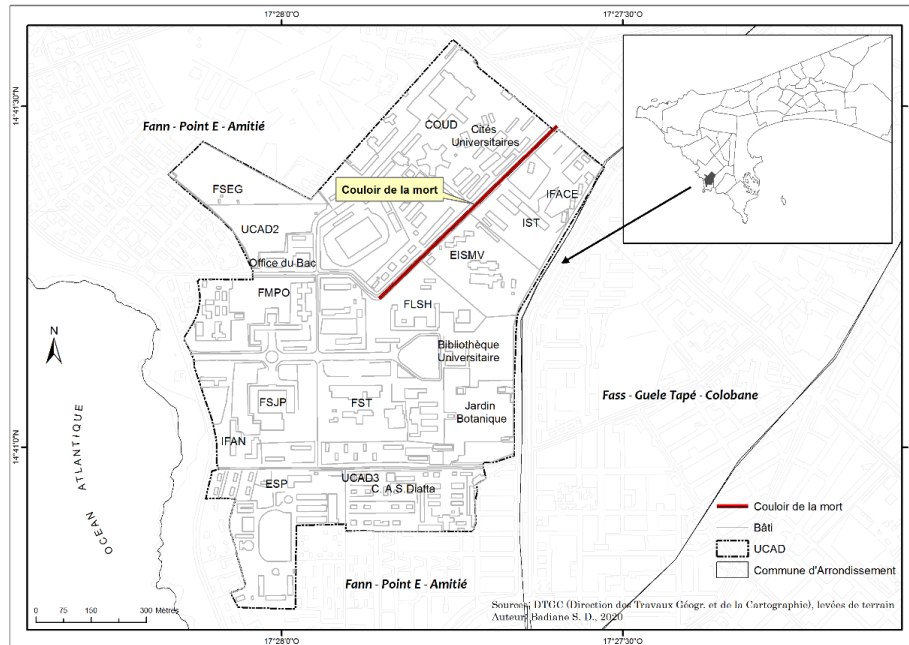 17°28'0"O
17°27'30"O
14°41'30"N
14°41'0"N
Fann - Point E - Amitié
COUD
Cités
Universitaires
Couloir de la mort
FSEG
IFACE
IST
UCAD2
EISMV
Office du Bac
FMPO
FLSH
N
Bibliothèque
Universitaire
Fass - Guele Tapé - Colobane
FSJP
FST
Jardin
Botanique
IFAN
OCEAN ATLANTIQUE
UCAD3
ESP
C.A.S Diatta
Couloir de la mort
Bâti
UCAD
Commune d'Arrondissement
Fann - Point E - Amitié
0 75 150 300 Mètres
Sources: DTGC (Direction des Travaux Géogr. et de la Cartographie), levées de terrain
Auteur: Badiane S. D., 2020
17°28'0"O
17°27'30"O